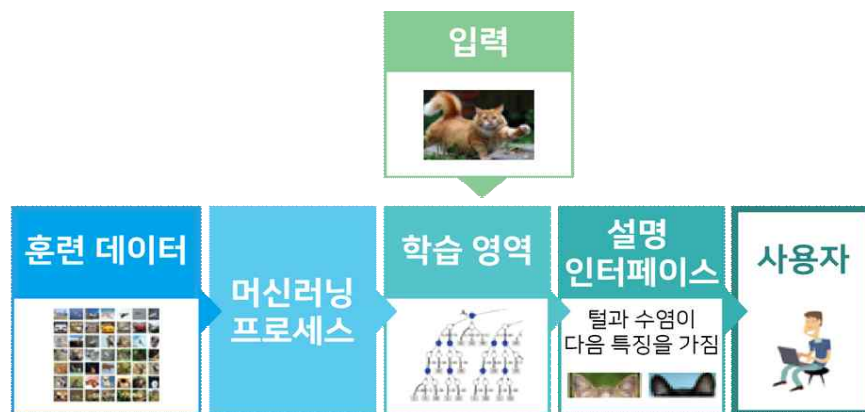 입력
훈련 데이터
머신러닝
프로세스
학습 영역
설명
인터페이스
털과 수염이
다음 특징을 가짐
사용자